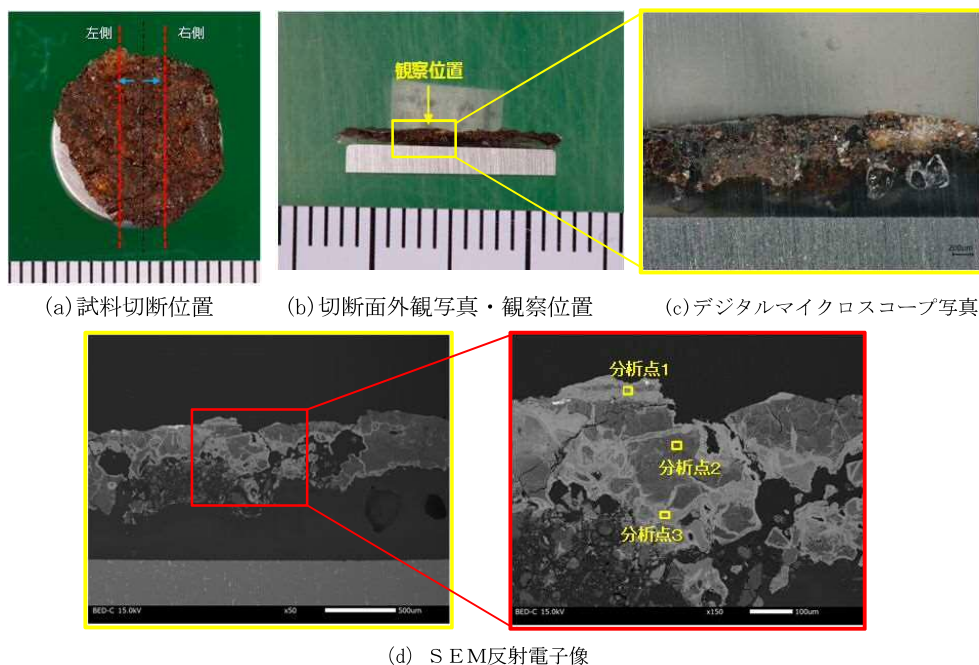 左側
右側
観察位置
200um
(a)試料切断位置
(b)切断面外観写真・観察位置
(c)デジタルマイクロスコープ写真
BED-C 15.0kV x50 500um
分析点1
分析点2
分析点3
BED-C 15.0kV x150 100um
(d) ＳＥＭ反射電子像